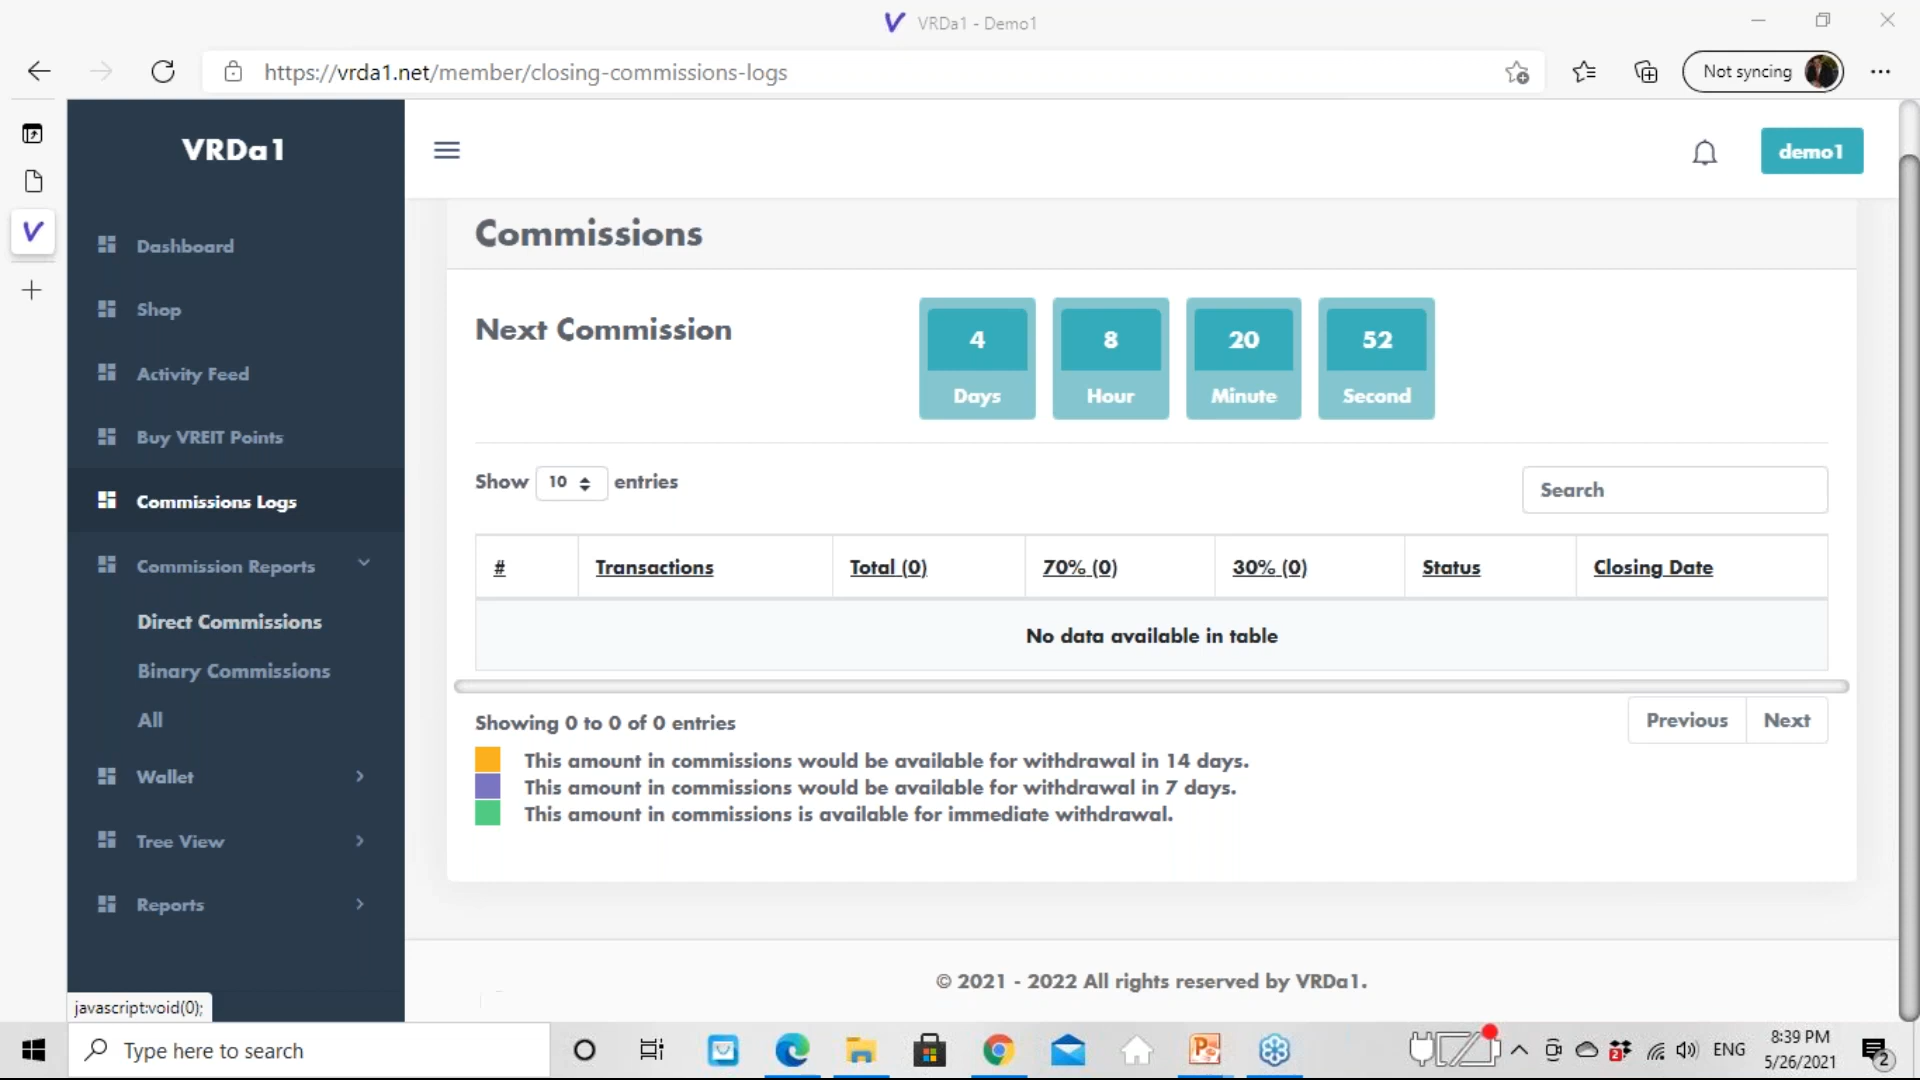 VRDa1 - Demo1
https://vrda1.net/member/closing-commissions-logs
Not syncing
VRDa1
demo1
Dashboard
Shop
Activity Feed
Buy VREIT Points
Commissions Logs
Commission Reports
Direct Commissions
Binary Commissions
All
Wallet
Tree View
Reports
Commissions
Next Commission
4 8 20 52
Days Hour Minute Second
Show 10 entries
Search
# Transactions Total (0) 70% (0) 30% (0) Status Closing Date
No data available in table
Showing 0 to 0 of 0 entries
Previous Next
This amount in commissions would be available for withdrawal in 14 days.
This amount in commissions would be available for withdrawal in 7 days.
This amount in commissions is available for immediate withdrawal.
© 2021 - 2022 All rights reserved by VRDa1.
javascript:void(0);
Type here to search
2
ENG
8:39 PM
5/26/2021
2